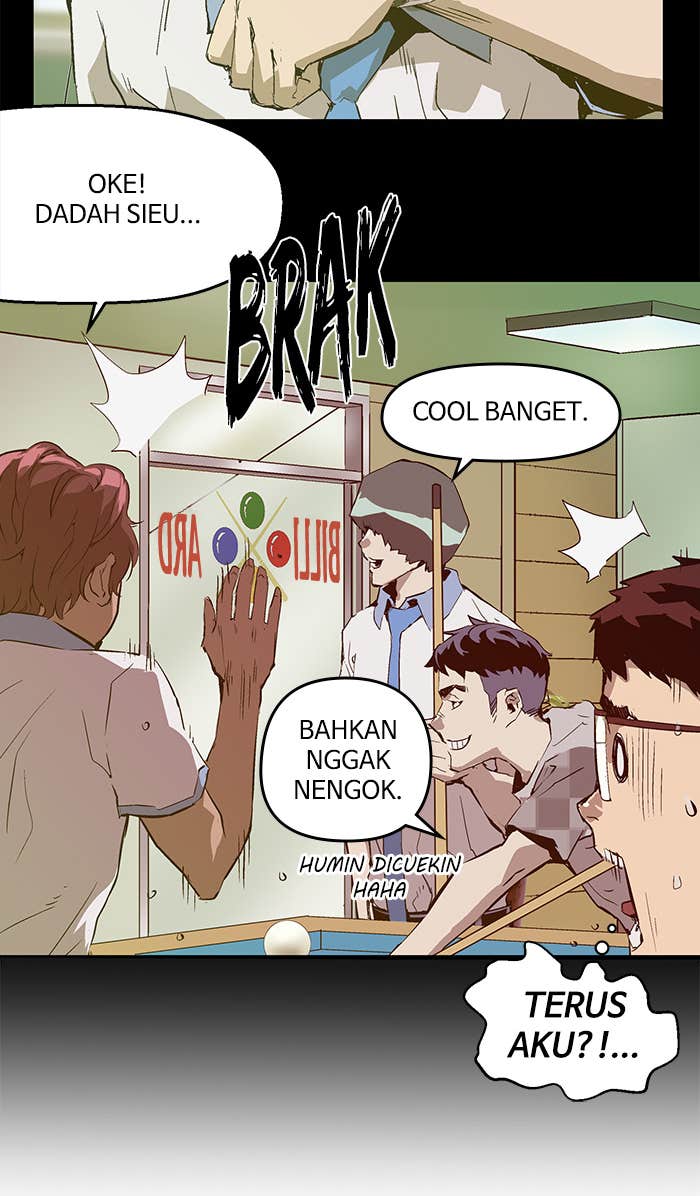 OKE!
DADAH SIEU...
BRAK
COOL BANGET.
BILLI
ARD
BAHKAN
NGGAK
NENGOK.
HUMIN DICUEKIN
HAHA
TERUS
AKU?!...